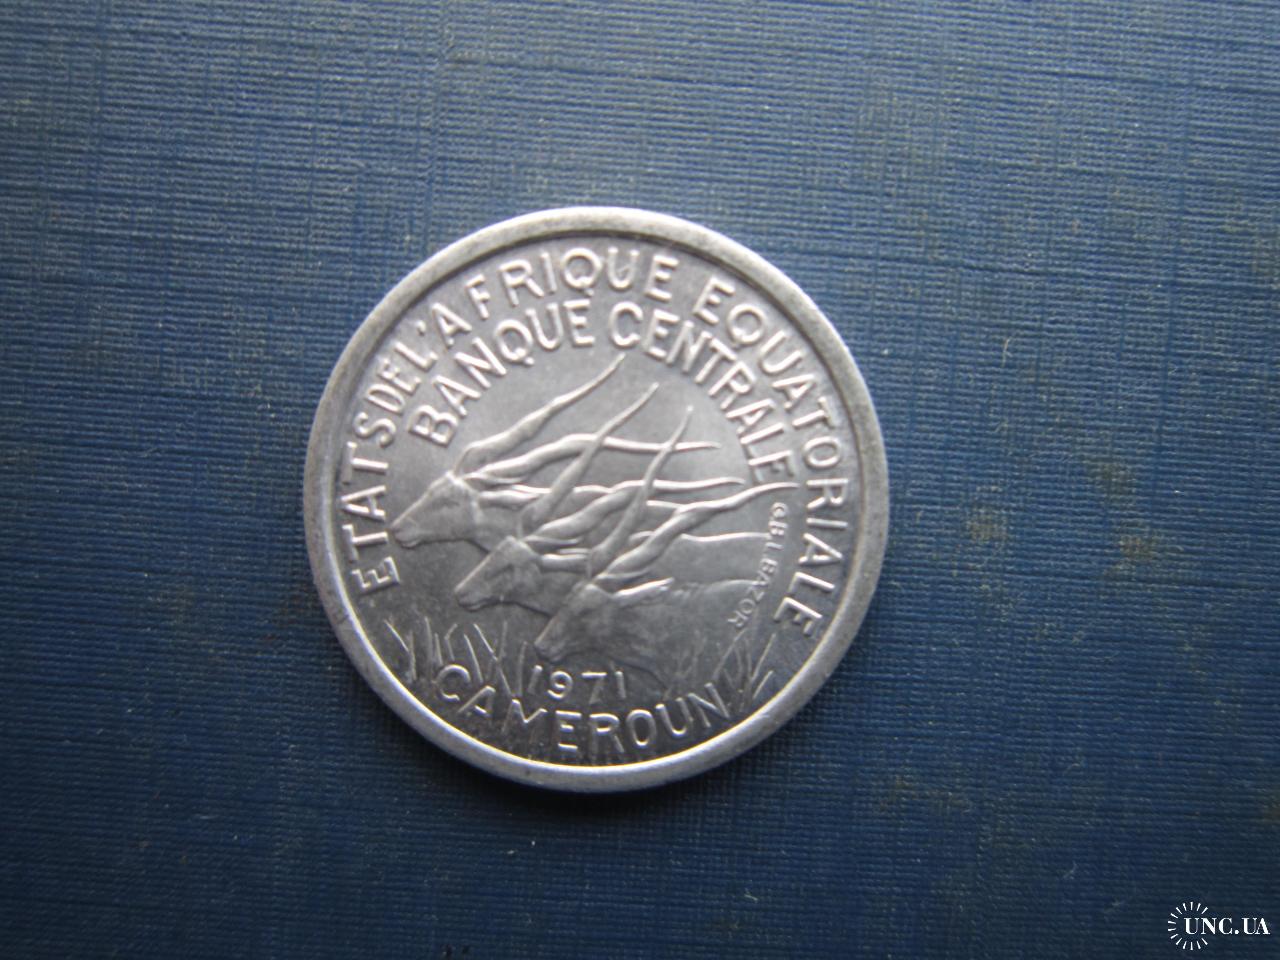 ETATS DE L'AFRIQUE EQUATORIALE
BANQUE CENTRALE
G.B.L. BAZOR
1971
CAMEROUN
UNC.UA